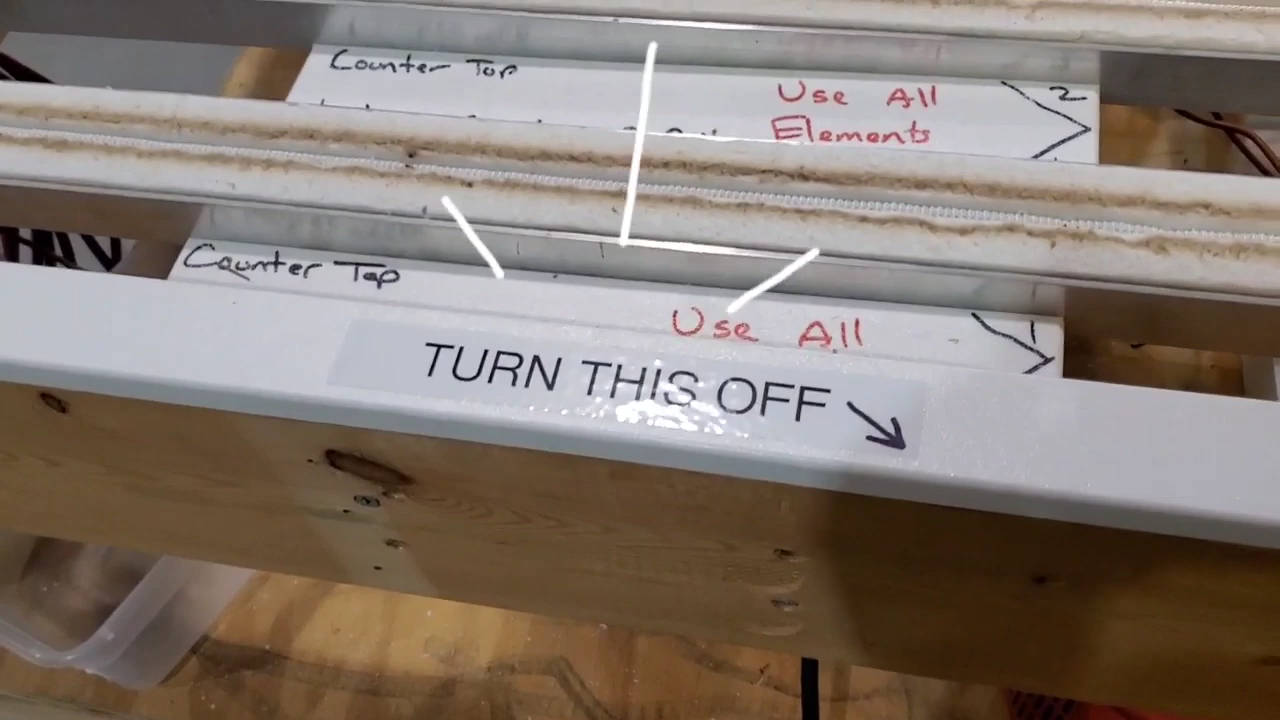 Counter Top
Use All
Elements
2
Counter Top
Use All
1
TURN THIS OFF